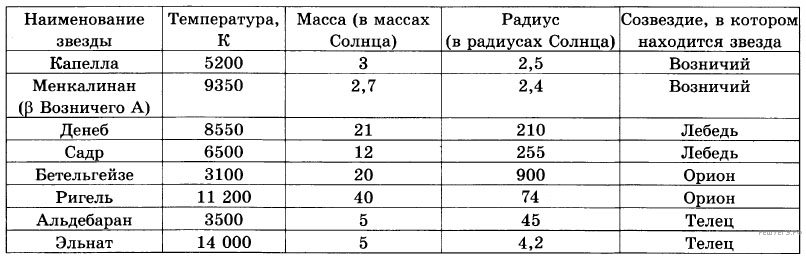 Наименование звезды | Температура, К | Масса (в массах Солнца) | Радиус (в радиусах Солнца) | Созвездие, в котором находится звезда
Капелла | 5200 | 3 | 2,5 | Возничий
Менкалинан (β Возничего А) | 9350 | 2,7 | 2,4 | Возничий
Денеб | 8550 | 21 | 210 | Лебедь
Садр | 6500 | 12 | 255 | Лебедь
Бетельгейзе | 3100 | 20 | 900 | Орион
Ригель | 11 200 | 40 | 74 | Орион
Альдебаран | 3500 | 5 | 45 | Телец
Эльнат | 14 000 | 5 | 4,2 | Телец